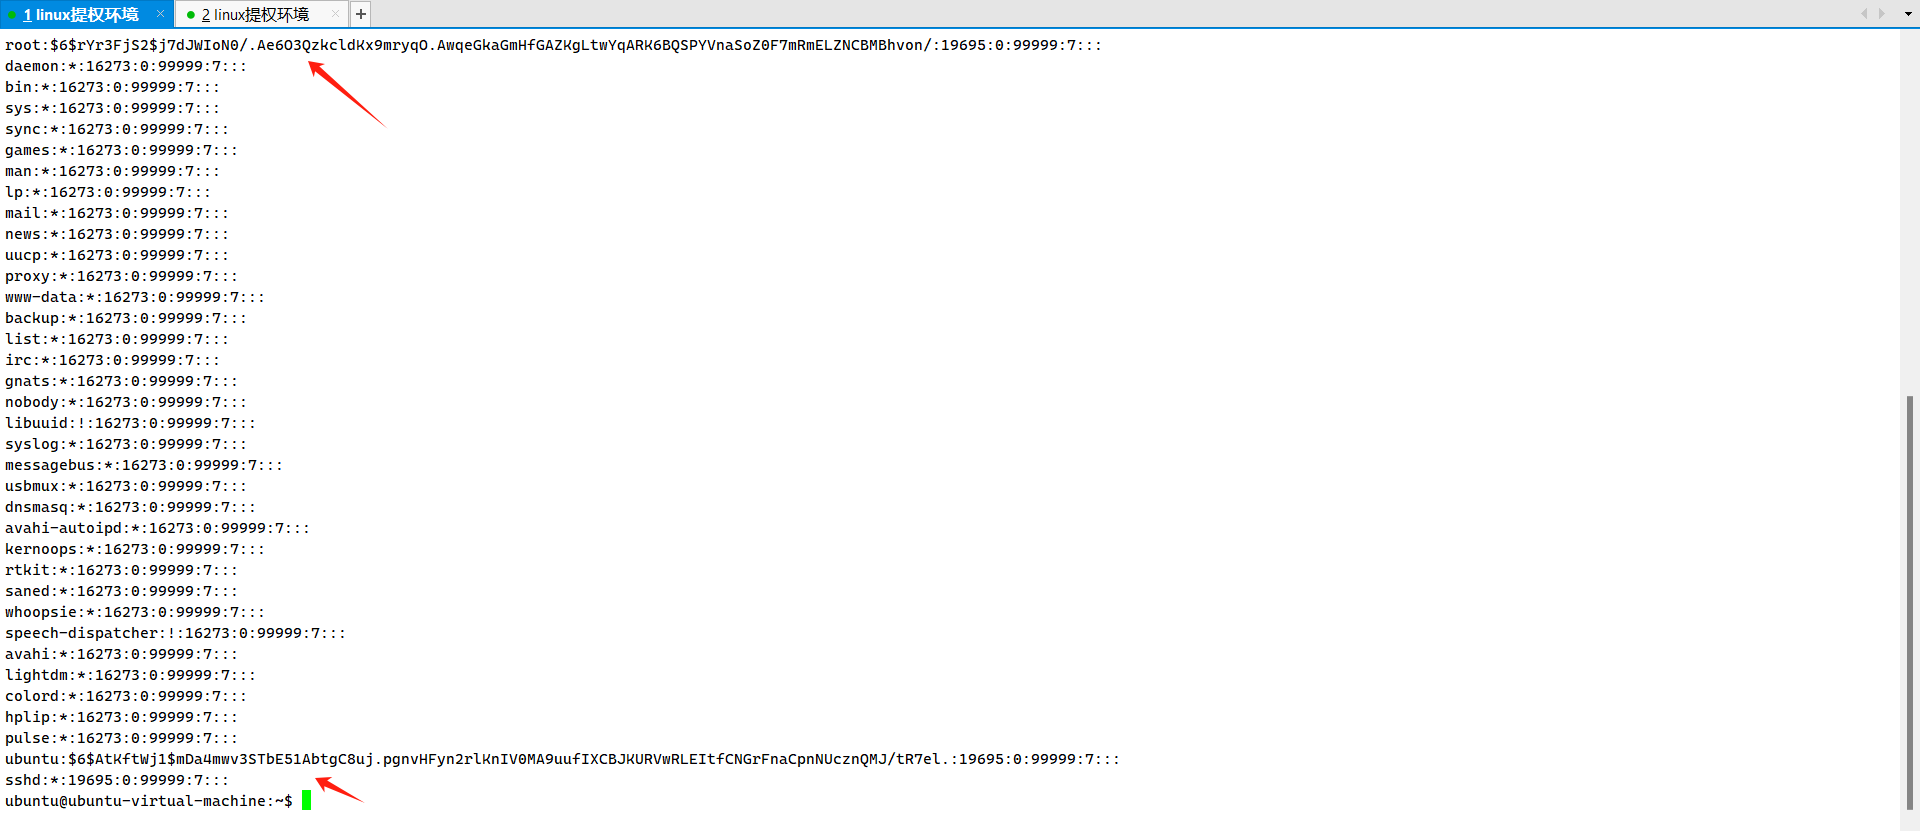 1 linux提权环境 × 2 linux提权环境 × +
root:$6$rYr3FjS2$j7dJWIoN0/.Ae6O3QzkcldKx9mryqO.AwqeGkaGmHfGAZKgLtwYqARK6BQSPYVnaSoZ0F7mRmELZNCBMBhvon/:19695:0:99999:7:::
daemon:*:16273:0:99999:7:::
bin:*:16273:0:99999:7:::
sys:*:16273:0:99999:7:::
sync:*:16273:0:99999:7:::
games:*:16273:0:99999:7:::
man:*:16273:0:99999:7:::
lp:*:16273:0:99999:7:::
mail:*:16273:0:99999:7:::
news:*:16273:0:99999:7:::
uucp:*:16273:0:99999:7:::
proxy:*:16273:0:99999:7:::
www-data:*:16273:0:99999:7:::
backup:*:16273:0:99999:7:::
list:*:16273:0:99999:7:::
irc:*:16273:0:99999:7:::
gnats:*:16273:0:99999:7:::
nobody:*:16273:0:99999:7:::
libuuid:!:16273:0:99999:7:::
syslog:*:16273:0:99999:7:::
messagebus:*:16273:0:99999:7:::
usbmux:*:16273:0:99999:7:::
dnsmasq:*:16273:0:99999:7:::
avahi-autoipd:*:16273:0:99999:7:::
kernoops:*:16273:0:99999:7:::
rtkit:*:16273:0:99999:7:::
saned:*:16273:0:99999:7:::
whoopsie:*:16273:0:99999:7:::
speech-dispatcher:!:16273:0:99999:7:::
avahi:*:16273:0:99999:7:::
lightdm:*:16273:0:99999:7:::
colord:*:16273:0:99999:7:::
hplip:*:16273:0:99999:7:::
pulse:*:16273:0:99999:7:::
ubuntu:$6$AtKftWj1$mDa4mwv3STbE51AbtgC8uj.pgnvHFyn2rlKnIV0MA9uufIXCBJKURVwRLEItfCNGrFnaCpnNUcznQMJ/tR7el.:19695:0:99999:7:::
sshd:*:19695:0:99999:7:::
ubuntu@ubuntu-virtual-machine:~$